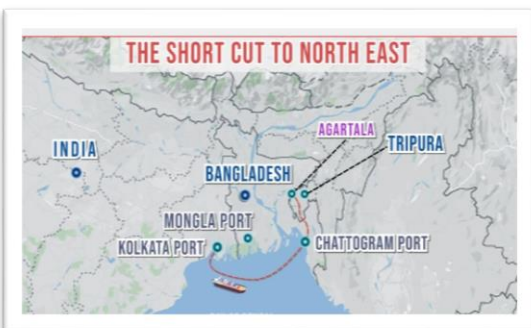 THE SHORT CUT TO NORTH EAST
AGARTALA
TRIPURA
INDIA
BANGLADESH
MONGLA PORT
KOLKATA PORT
CHATTOGRAM PORT